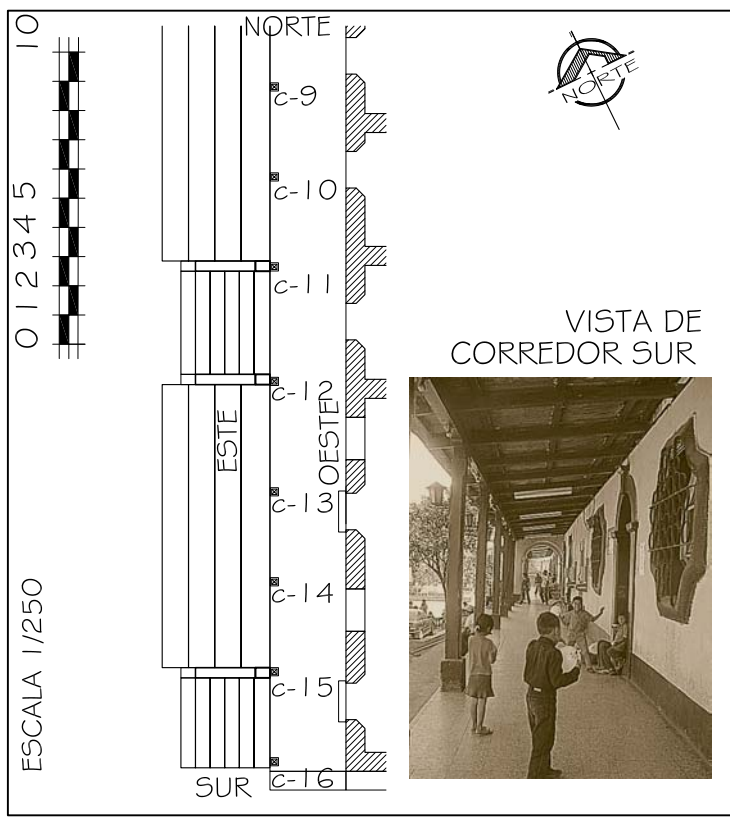 NORTE
10
5
4
3
2
1
0
ESCALA 1/250
c-9
c-10
c-11
c-12
c-13
c-14
c-15
c-16
ESTE
OESTE
SUR
NORTE
VISTA DE
CORREDOR SUR